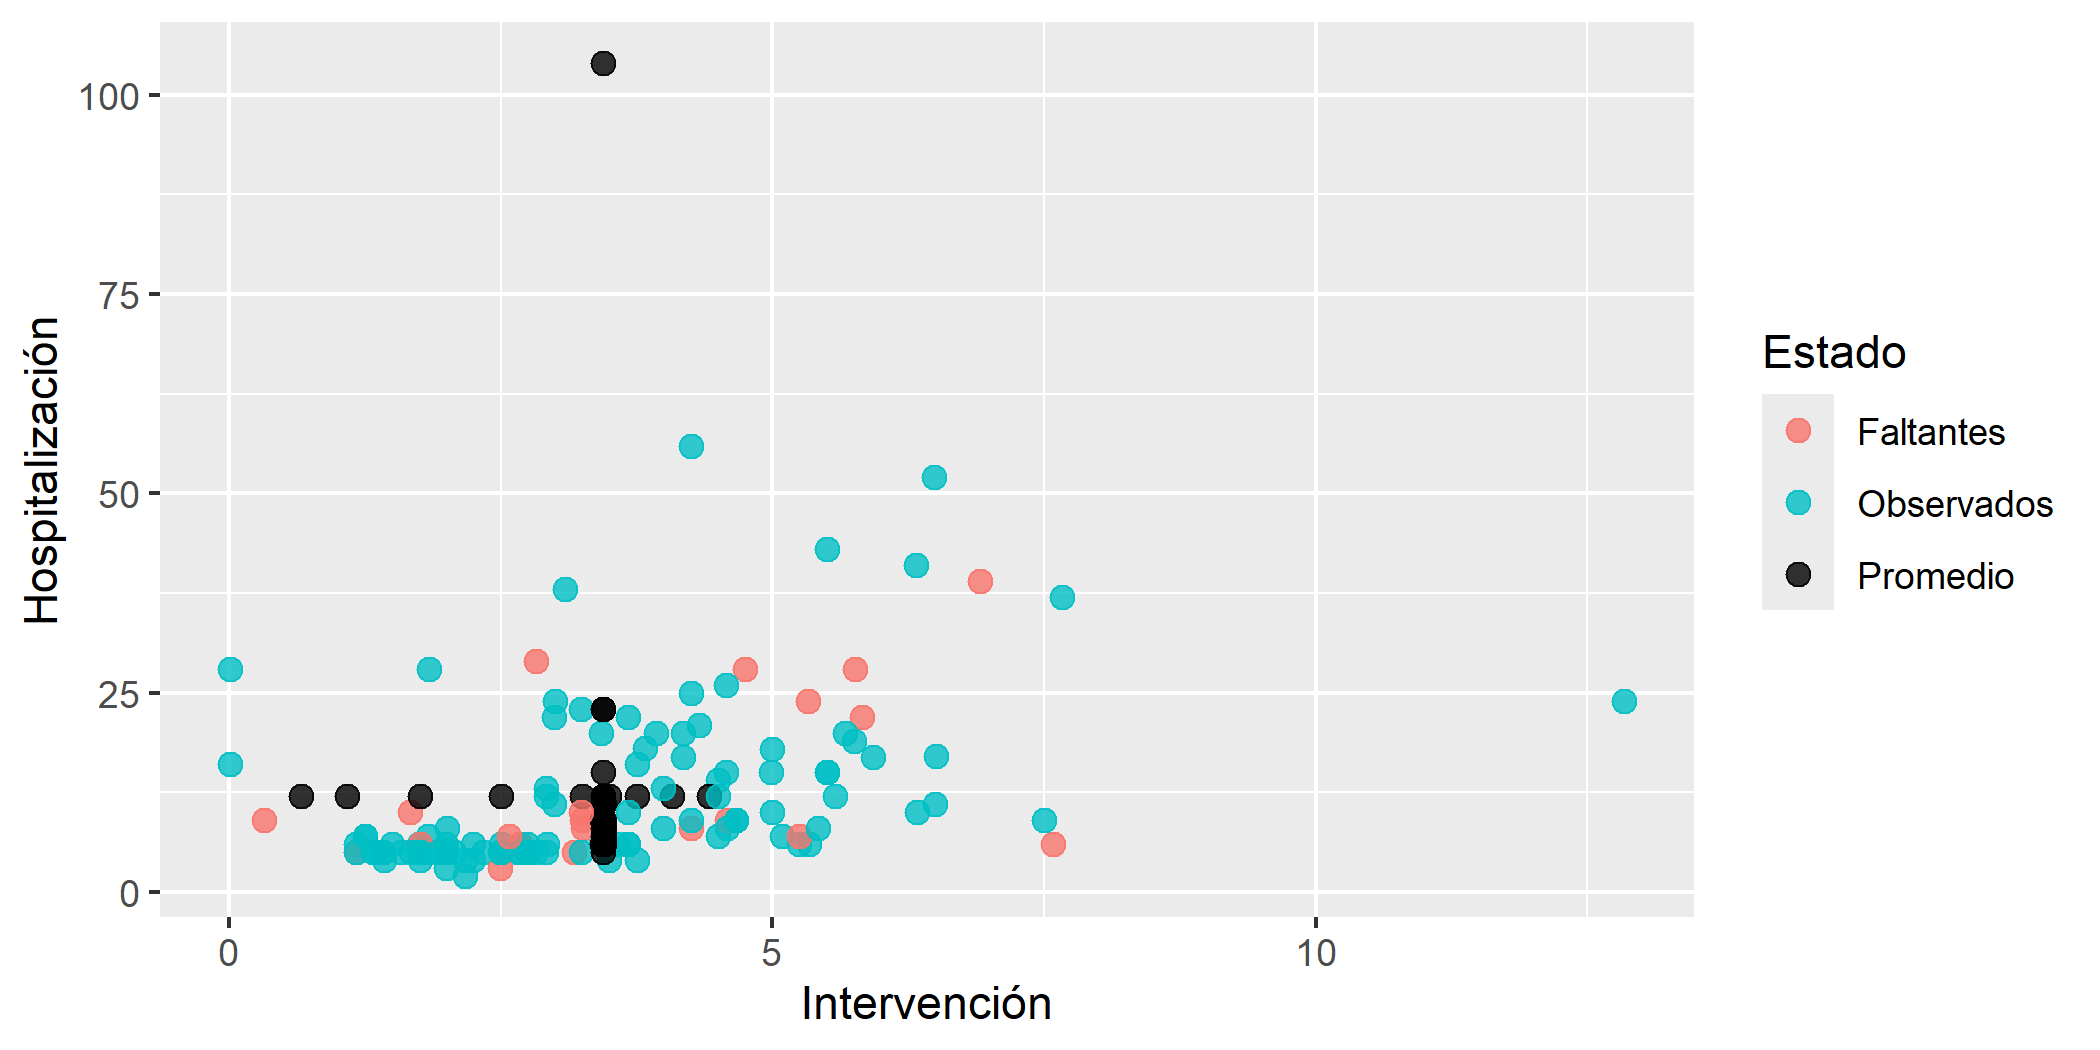 100
75
50
25
0
0 5 10
Hospitalización
Intervención
Estado
Faltantes
Observados
Promedio